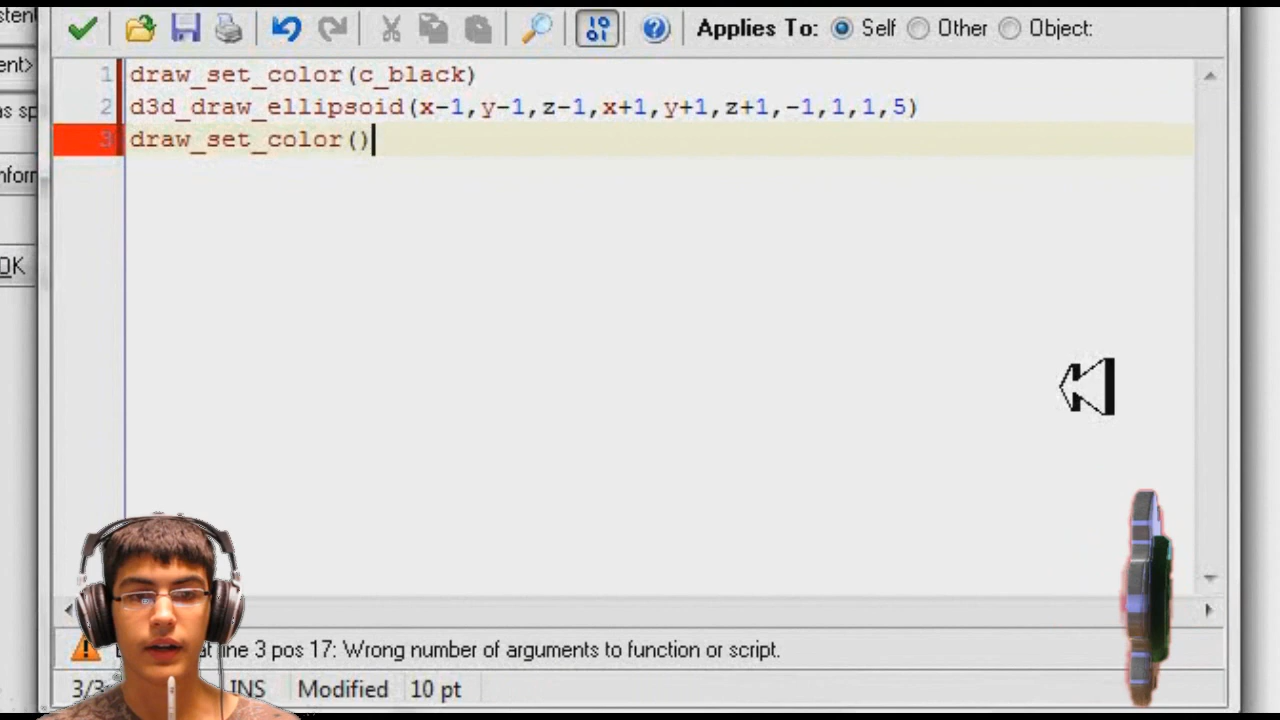 Applies To: Self Other Object:
1 draw_set_color(c_black)
2 d3d_draw_ellipsoid(x-1,y-1,z-1,x+1,y+1,z+1,-1,1,1,5)
3 draw_set_color()
ent>
OK
line 3 pos 17: Wrong number of arguments to function or script.
INS Modified 10 pt